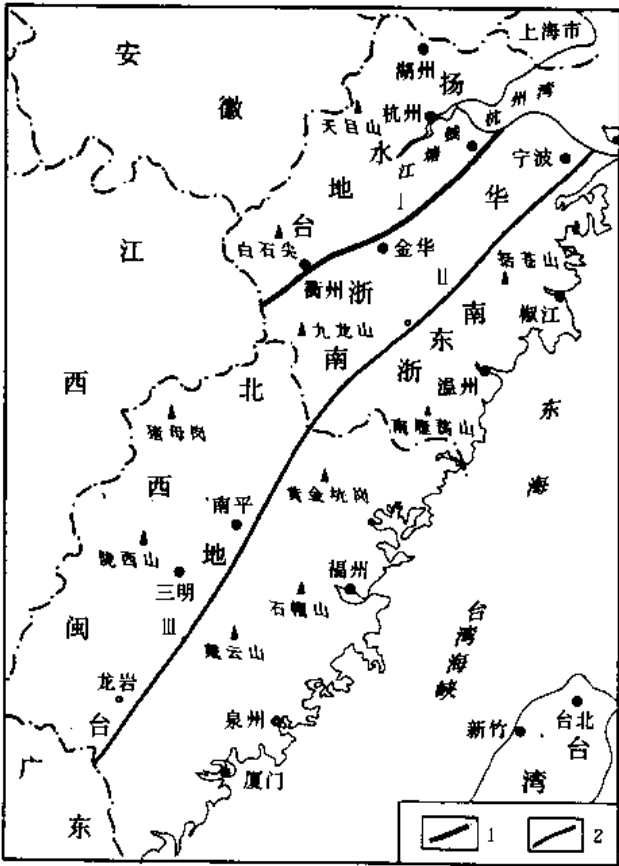 上海市
安
徽
湖州
扬
杭州
杭州湾
天目山
钱塘江
水
宁波
地
I
华
台
江
白石尖
金华
括苍山
II
衢州
浙
南
椒江
九龙山
东
南
浙
温州
北
西
东
海
南雁荡山
西
黄金坑岗
南平
陇西山
地
三明
福州
石帽山
台湾海峡
闽
III
戴云山
龙岩
台
泉州
新竹
台北
台
湾
广
厦门
东
1
2